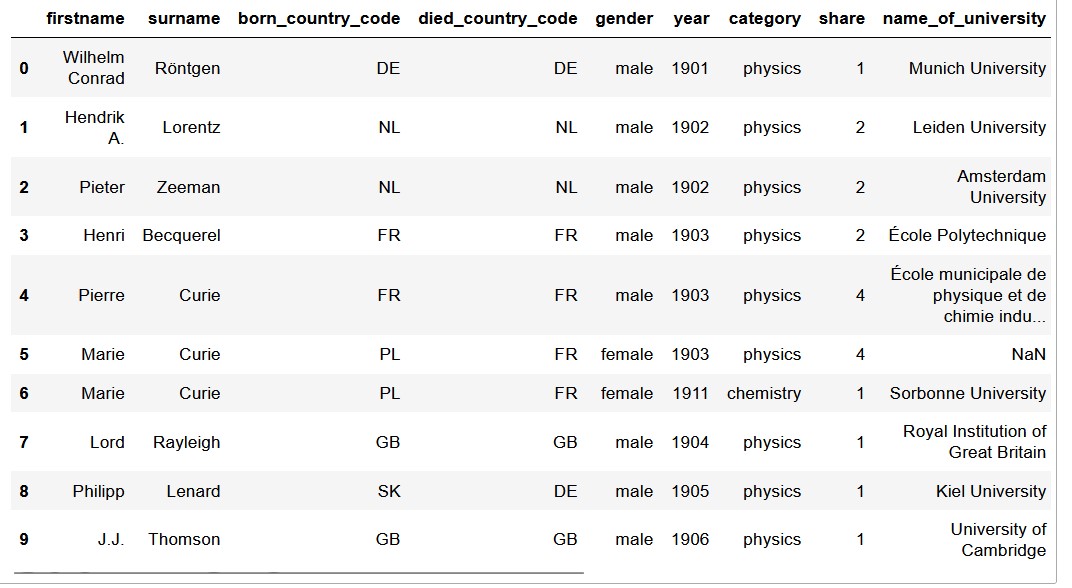 firstname surname born_country_code died_country_code gender year category share name_of_university
0 Wilhelm Conrad Röntgen DE DE male 1901 physics 1 Munich University
1 Hendrik A. Lorentz NL NL male 1902 physics 2 Leiden University
2 Pieter Zeeman NL NL male 1902 physics 2 Amsterdam University
3 Henri Becquerel FR FR male 1903 physics 2 École Polytechnique
4 Pierre Curie FR FR male 1903 physics 4 École municipale de physique et de chimie indu...
5 Marie Curie PL FR female 1903 physics 4 NaN
6 Marie Curie PL FR female 1911 chemistry 1 Sorbonne University
7 Lord Rayleigh GB GB male 1904 physics 1 Royal Institution of Great Britain
8 Philipp Lenard SK DE male 1905 physics 1 Kiel University
9 J.J. Thomson GB GB male 1906 physics 1 University of Cambridge